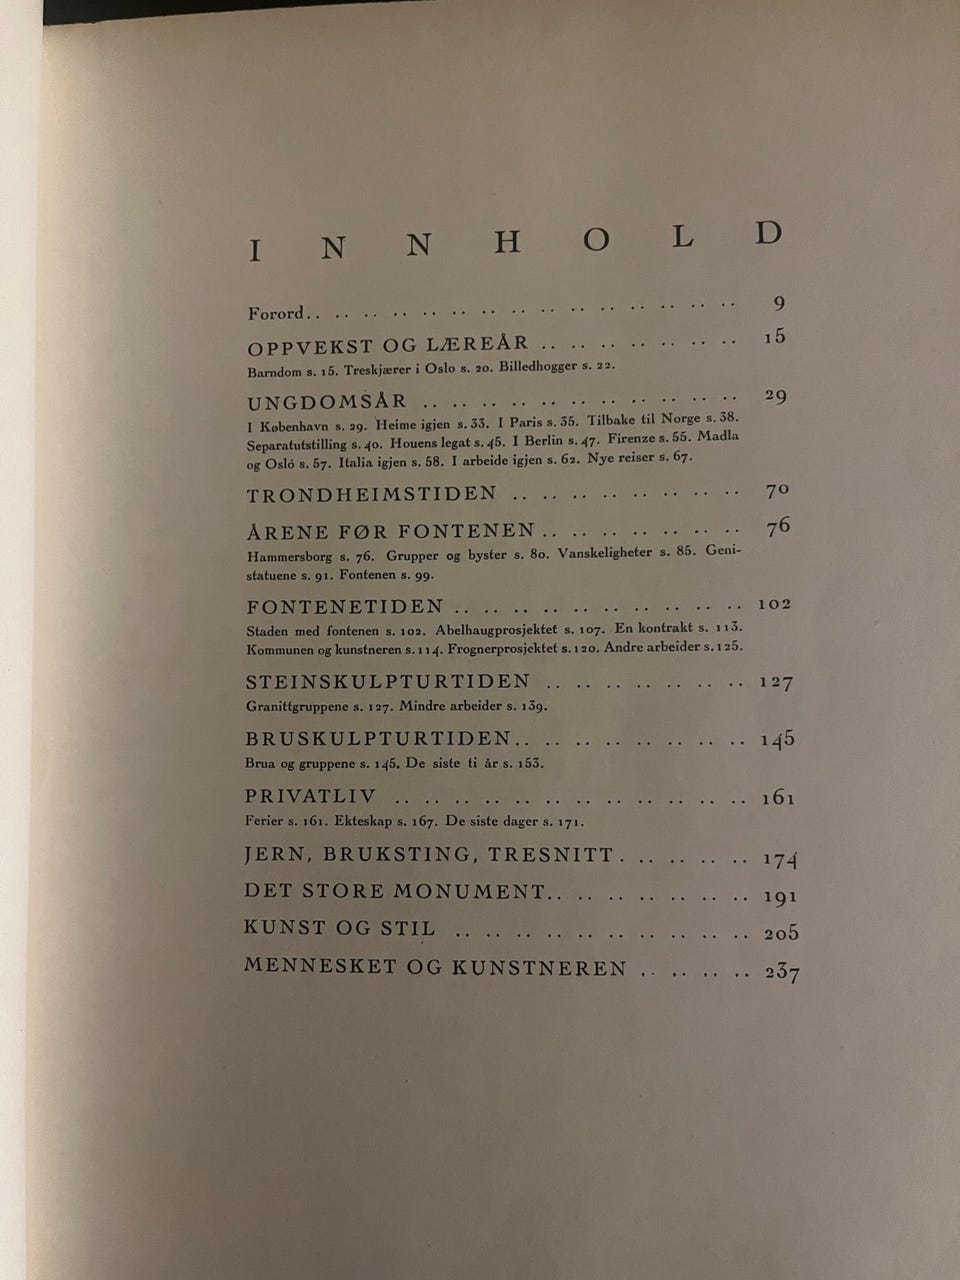 INNHOLD
Forord.. .. .. .. .. .. .. .. .. .. .. .. .. .. .. 9
OPPVEKST OG LÆREÅR .. .. .. .. .. .. .. 15
Barndom s. 15. Treskjærer i Oslo s. 20. Billedhogger s. 22.
UNGDOMSÅR .. .. .. .. .. .. .. .. .. .. .. 29
I København s. 29. Heime igjen s. 33. I Paris s. 35. Tilbake til Norge s. 38.
Separatutstilling s. 40. Houens legat s. 45. I Berlin s. 47. Firenze s. 55. Madla
og Oslo s. 57. Italia igjen s. 58. I arbeide igjen s. 62. Nye reiser s. 67.
TRONDHEIMSTIDEN .. .. .. .. .. .. .. .. 70
ÅRENE FØR FONTENEN .. .. .. .. .. .. .. 76
Hammersborg s. 76. Grupper og byster s. 80. Vanskeligheter s. 85. Geni-
statuene s. 91. Fontenen s. 99.
FONTENETIDEN .. .. .. .. .. .. .. .. .. .. 102
Staden med fontenen s. 102. Abelhaugprosjektet s. 107. En kontrakt s. 113.
Kommunen og kunstneren s. 114. Frognerprosjektet s. 120. Andre arbeider s. 125.
STEINSKULPTURTIDEN .. .. .. .. .. .. .. 127
Granittgruppene s. 127. Mindre arbeider s. 139.
BRUSKULPTURTIDEN.. .. .. .. .. .. .. .. 145
Brua og gruppene s. 145. De siste ti år s. 153.
PRIVATLIV .. .. .. .. .. .. .. .. .. .. .. .. 161
Ferier s. 161. Ekteskap s. 167. De siste dager s. 171.
JERN, BRUKSTING, TRESNITT . .. .. .. .. 174
DET STORE MONUMENT.. .. .. .. .. .. .. 191
KUNST OG STIL .. .. .. .. .. .. .. .. .. .. 205
MENNESKET OG KUNSTNEREN .. .. .. .. 237